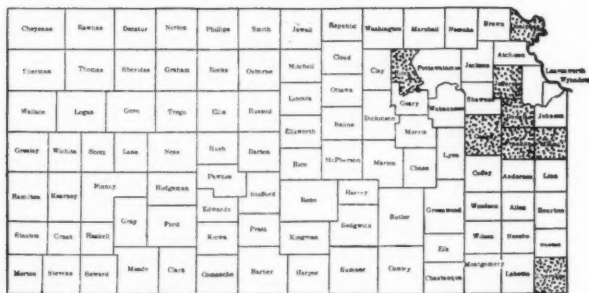 Cheyenne Rawlins Decatur Norton Phillips Smith Jewell Republic Washington Marshall Nemaha Brown
Sherman Thomas Sheridan Graham Rooks Osborne Mitchell Cloud Clay Pottawatomie Jackson Atchison Leavenworth
Ottawa Wyandotte
Wallace Logan Gove Trego Ellis Russell Lincoln Dickinson Geary Wabaunsee Shawnee Johnson
Greeley Wichita Scott Lane Ness Rush Barton Ellsworth Saline Morris Lyon
Rice McPherson Marion Chase Coffey Anderson Linn
Hamilton Kearney Finney Hodgeman Pawnee Stafford Reno Harvey Butler Greenwood Woodson Allen Bourbon
Stanton Grant Haskell Gray Ford Edwards Kiowa Pratt Kingman Sedgwick Elk Wilson Neosho
Morton Stevens Seward Meade Clark Comanche Barber Harper Sumner Cowley Chautauqua Montgomery Labette